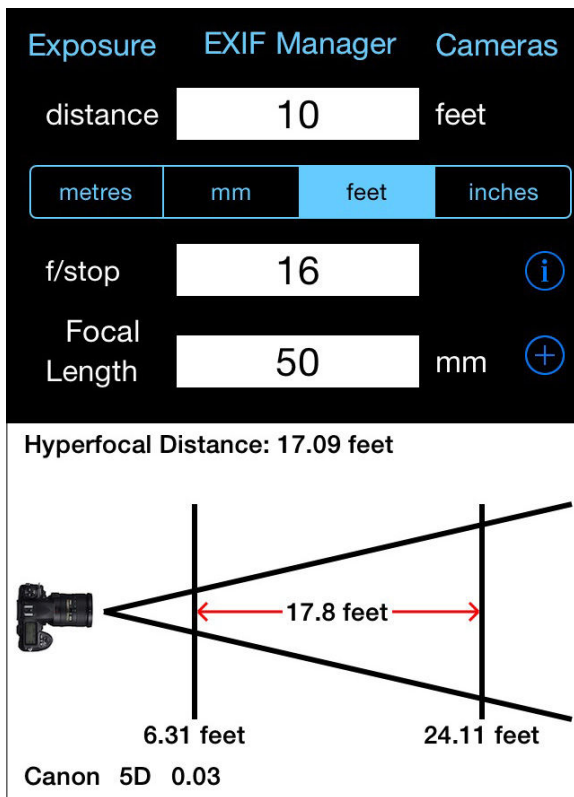 Exposure EXIF Manager Cameras
distance 10 feet
metres mm feet inches
f/stop 16 i
Focal
Length 50 mm +
Hyperfocal Distance: 17.09 feet
17.8 feet
6.31 feet 24.11 feet
Canon 5D 0.03